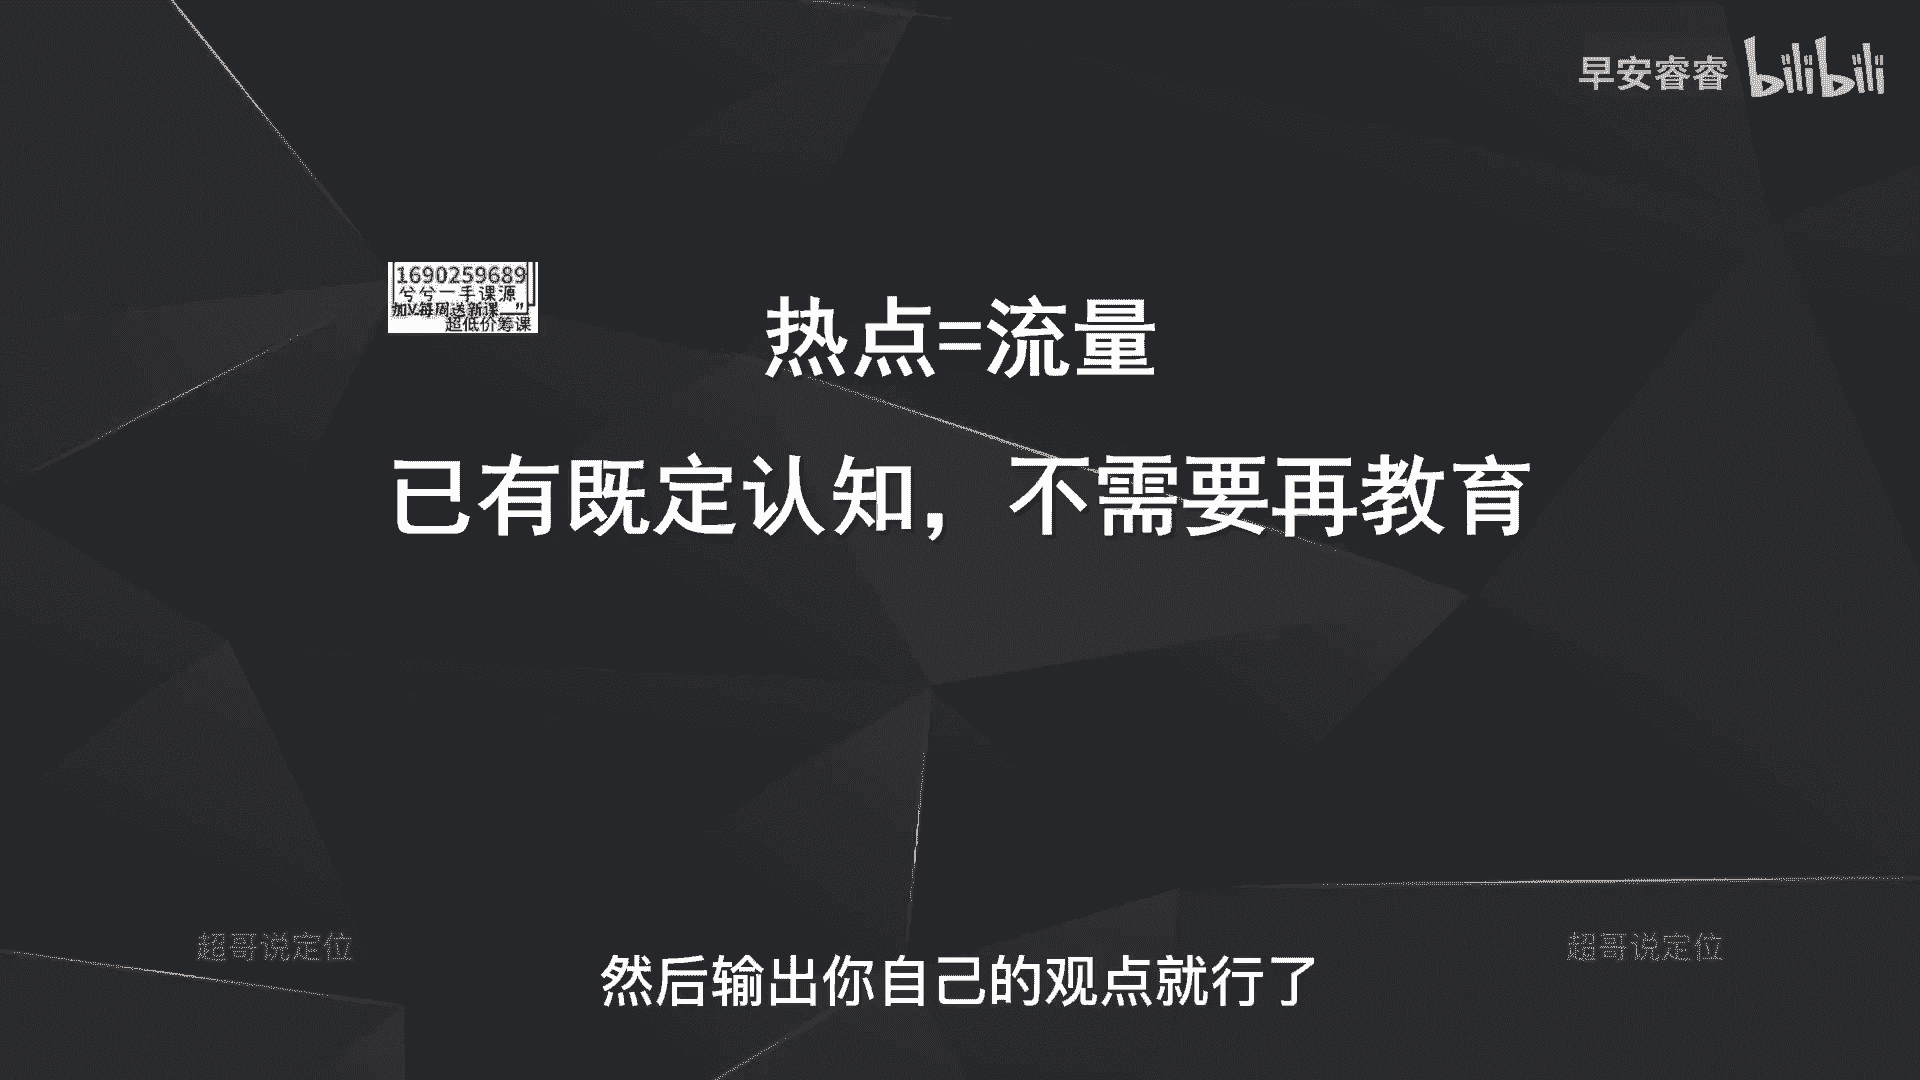 早安睿睿 bilibili
1690259689
兮兮一手课源
加V每周送新课
超低价筹课
热点=流量
已有既定认知，不需要再教育
超哥说定位
超哥说定位
然后输出你自己的观点就行了